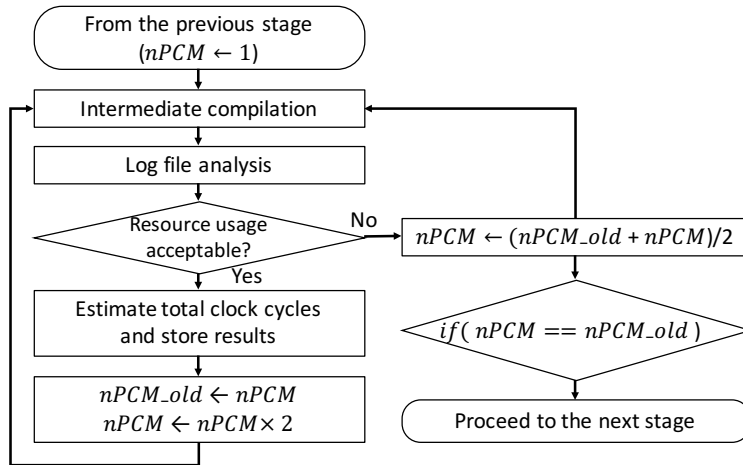 From the previous stage
(nPCM ← 1)
Intermediate compilation
Log file analysis
Resource usage
acceptable?
No
Yes
nPCM ← (nPCM_old + nPCM)/2
Estimate total clock cycles
and store results
if( nPCM == nPCM_old )
nPCM_old ← nPCM
nPCM ← nPCM × 2
Proceed to the next stage